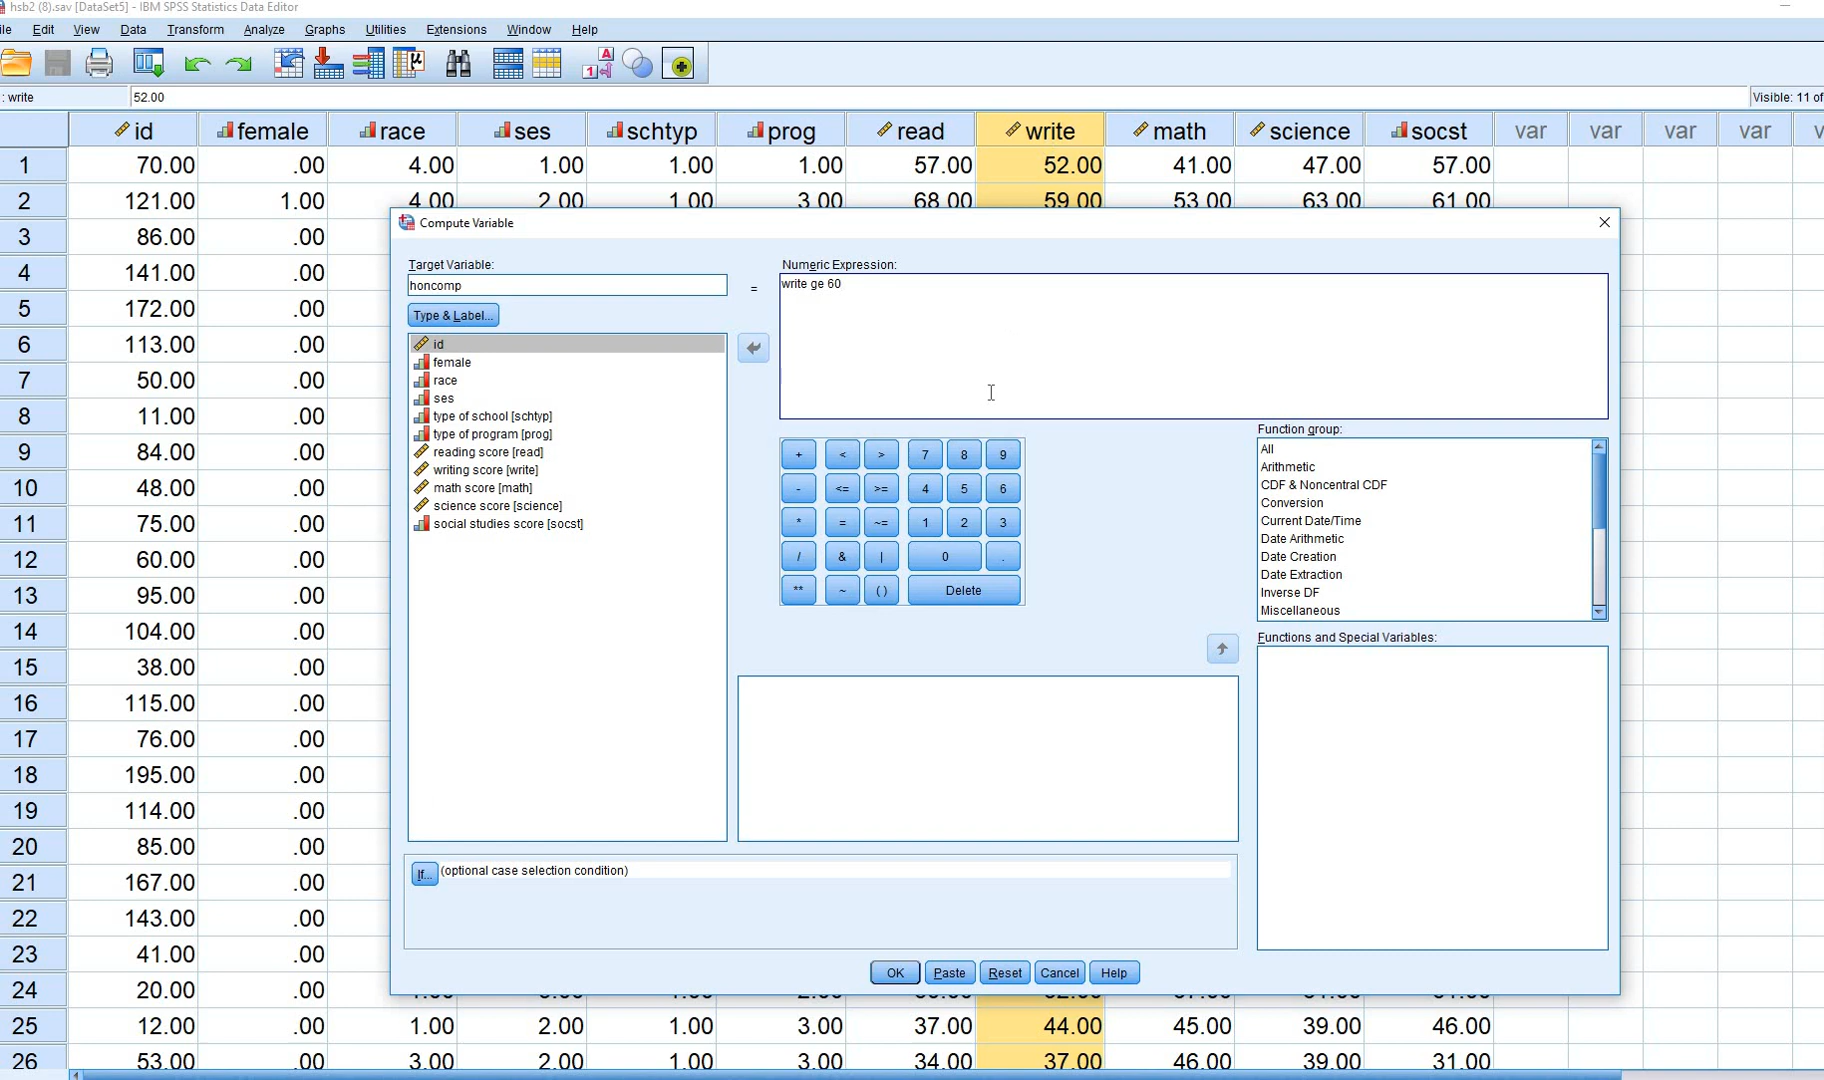 hsb2 (8).sav [DataSet5] - IBM SPSS Statistics Data Editor
ile Edit View Data Transform Analyze Graphs Utilities Extensions Window Help
: write 52.00 Visible: 11 of
id female race ses schtyp prog read write math science socst var var var var
1 70.00 .00 4.00 1.00 1.00 1.00 57.00 52.00 41.00 47.00 57.00
2 121.00 1.00 4.00 2.00 1.00 3.00 68.00 59.00 53.00 63.00 61.00
3 86.00 .00
4 141.00 .00
5 172.00 .00
6 113.00 .00
7 50.00 .00
8 11.00 .00
9 84.00 .00
10 48.00 .00
11 75.00 .00
12 60.00 .00
13 95.00 .00
14 104.00 .00
15 38.00 .00
16 115.00 .00
17 76.00 .00
18 195.00 .00
19 114.00 .00
20 85.00 .00
21 167.00 .00
22 143.00 .00
23 41.00 .00
24 20.00 .00
25 12.00 .00 1.00 2.00 1.00 3.00 37.00 44.00 45.00 39.00 46.00
26 53.00 .00 3.00 2.00 1.00 3.00 34.00 37.00 46.00 39.00 31.00
Compute Variable
Target Variable:
honcomp
=
Numeric Expression:
write ge 60
Type & Label...
id
female
race
ses
type of school [schtyp]
type of program [prog]
reading score [read]
writing score [write]
math score [math]
science score [science]
social studies score [socst]
+ < > 7 8 9
- <= >= 4 5 6
* = ~= 1 2 3
/ & | 0 .
** ~ () Delete
Function group:
All
Arithmetic
CDF & Noncentral CDF
Conversion
Current Date/Time
Date Arithmetic
Date Creation
Date Extraction
Inverse DF
Miscellaneous
Functions and Special Variables:
If... (optional case selection condition)
OK Paste Reset Cancel Help